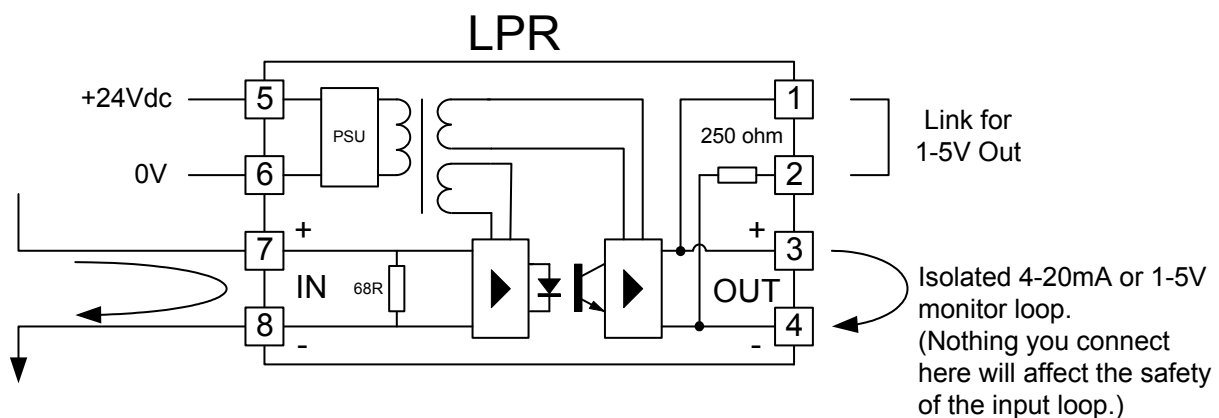 LPR
+24Vdc
5
PSU
250 ohm
1
Link for
1-5V Out
0V
6
2
7
+
IN
68R
8
-
+
3
OUT
4
-
Isolated 4-20mA or 1-5V
monitor loop.
(Nothing you connect
here will affect the safety
of the input loop.)